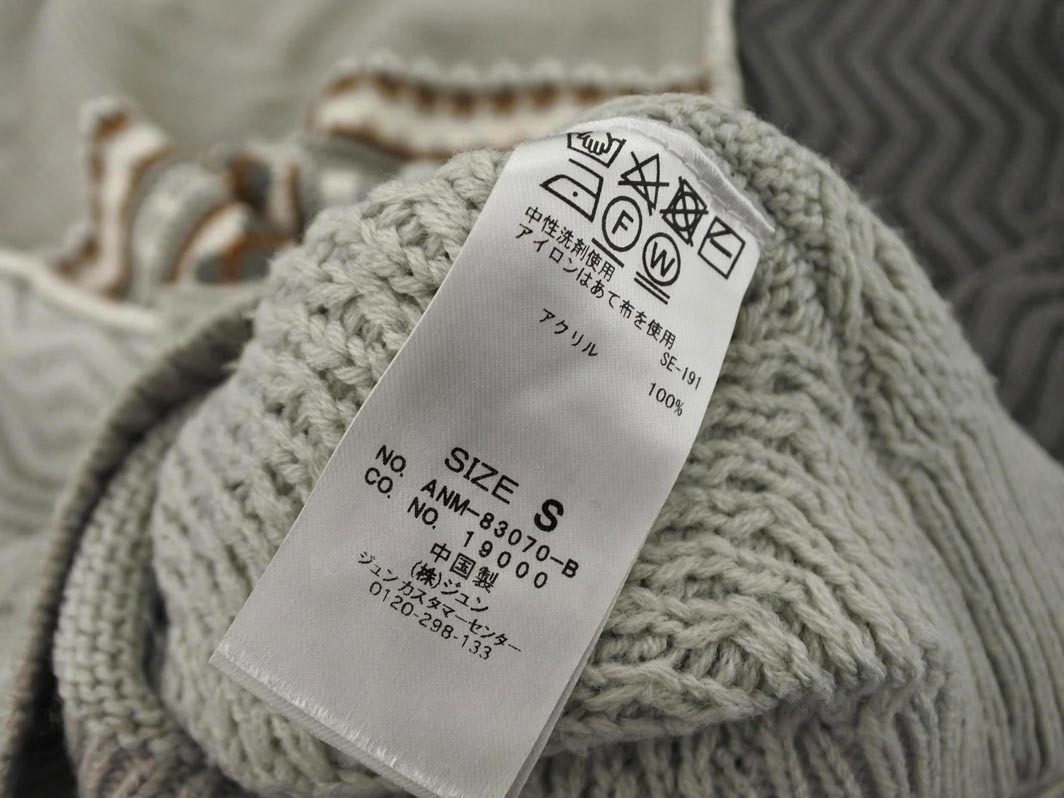 F W
中性洗剤使用
アイロンはあて布を使用
SE-191
アクリル 100%
SIZE S
NO. ANM-83070-B
CO. NO. 19000
中国製
(株)ジュン
ジュンカスタマーセンター
0120-298-133